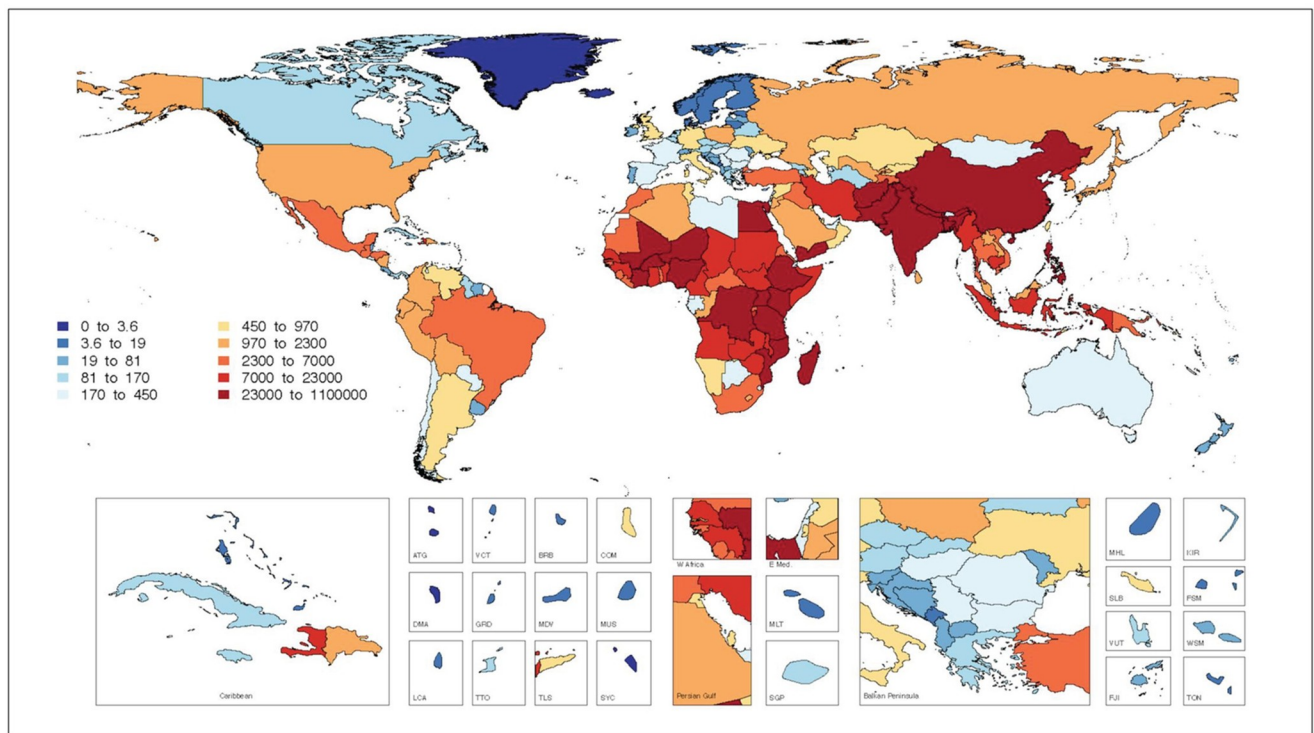 0 to 3.6
3.6 to 19
19 to 81
81 to 170
170 to 450
450 to 970
970 to 2300
2300 to 7000
7000 to 23000
23000 to 1100000
Caribbean
ATG
VCT
BRB
COM
DMA
GRD
MDV
MUS
LCA
TTO
TLS
SYC
W Africa
E Med.
Persian Gulf
MLT
SGP
Balkan Peninsula
MHL
KIR
SLB
FSM
VUT
WSM
FJI
TON